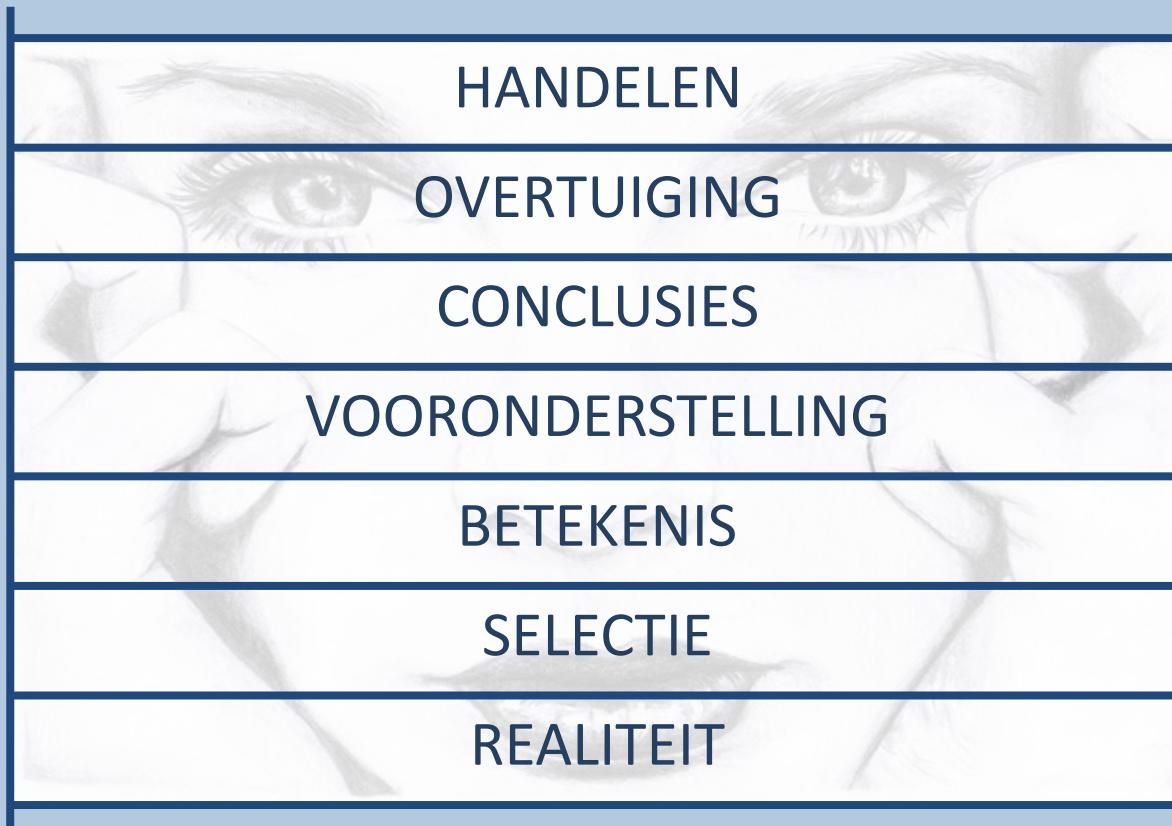 HANDELEN
OVERTUIGING
CONCLUSIES
VOORONDERSTELLING
BETEKENIS
SELECTIE
REALITEIT